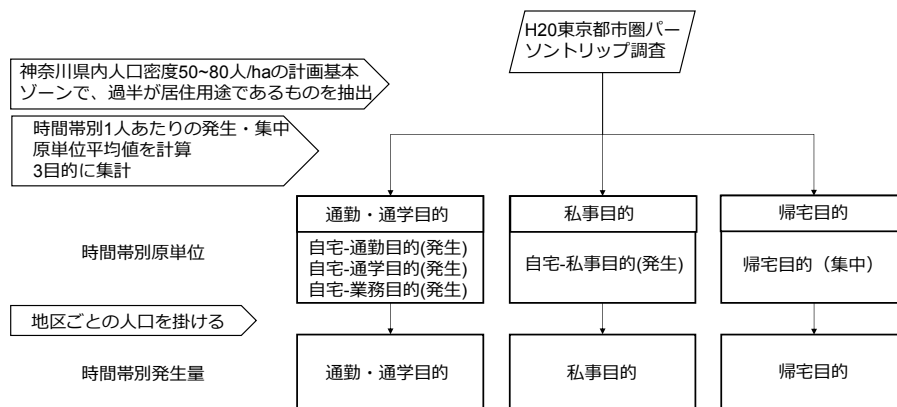 H20東京都市圏パー
ソントリップ調査
神奈川県内人口密度50~80人/haの計画基本
ゾーンで、過半が居住用途であるものを抽出
時間帯別1人あたりの発生・集中
原単位平均値を計算
3目的に集計
通勤・通学目的
私事目的
帰宅目的
時間帯別原単位
自宅-通勤目的(発生)
自宅-通学目的(発生)
自宅-業務目的(発生)
自宅-私事目的(発生)
帰宅目的（集中）
地区ごとの人口を掛ける
時間帯別発生量
通勤・通学目的
私事目的
帰宅目的